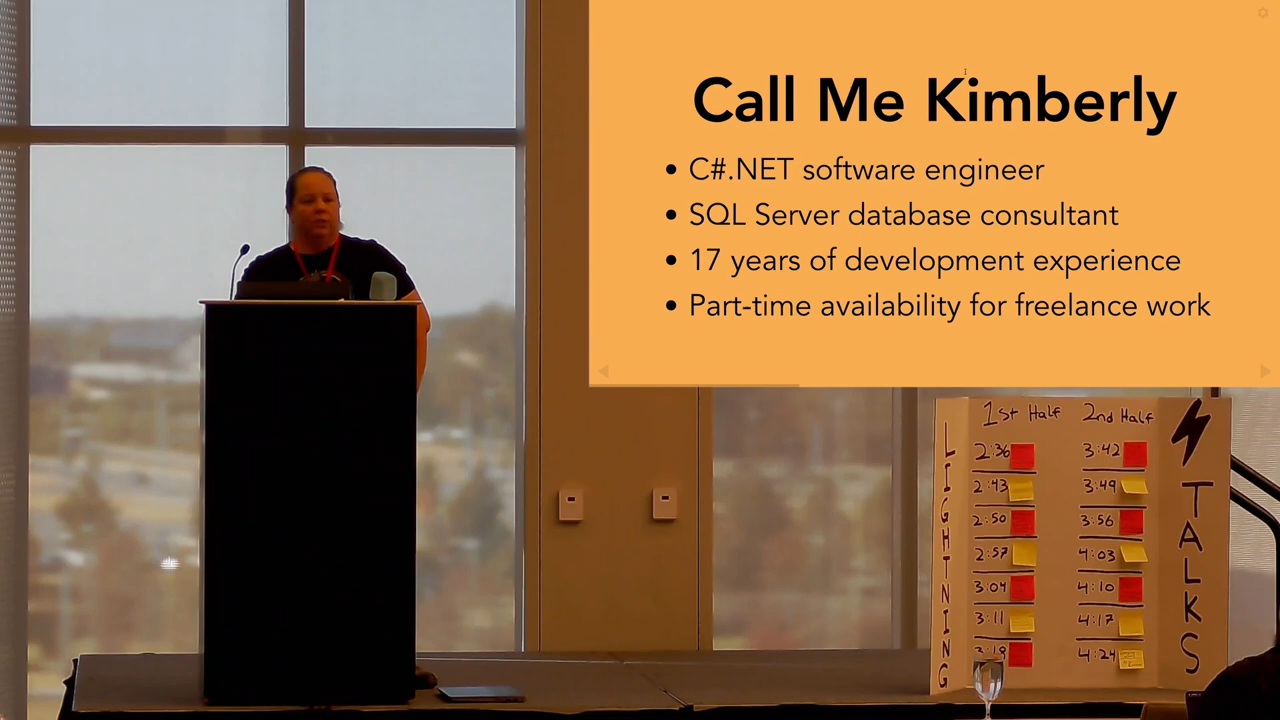 Call Me Kimberly
• C#.NET software engineer
• SQL Server database consultant
• 17 years of development experience
• Part-time availability for freelance work
LIGHTNING
1st Half
2:36
2:43
2:50
2:57
3:04
3:11
3:19
2nd Half
3:42
3:49
3:56
4:03
4:10
4:17
4:24
TALKS